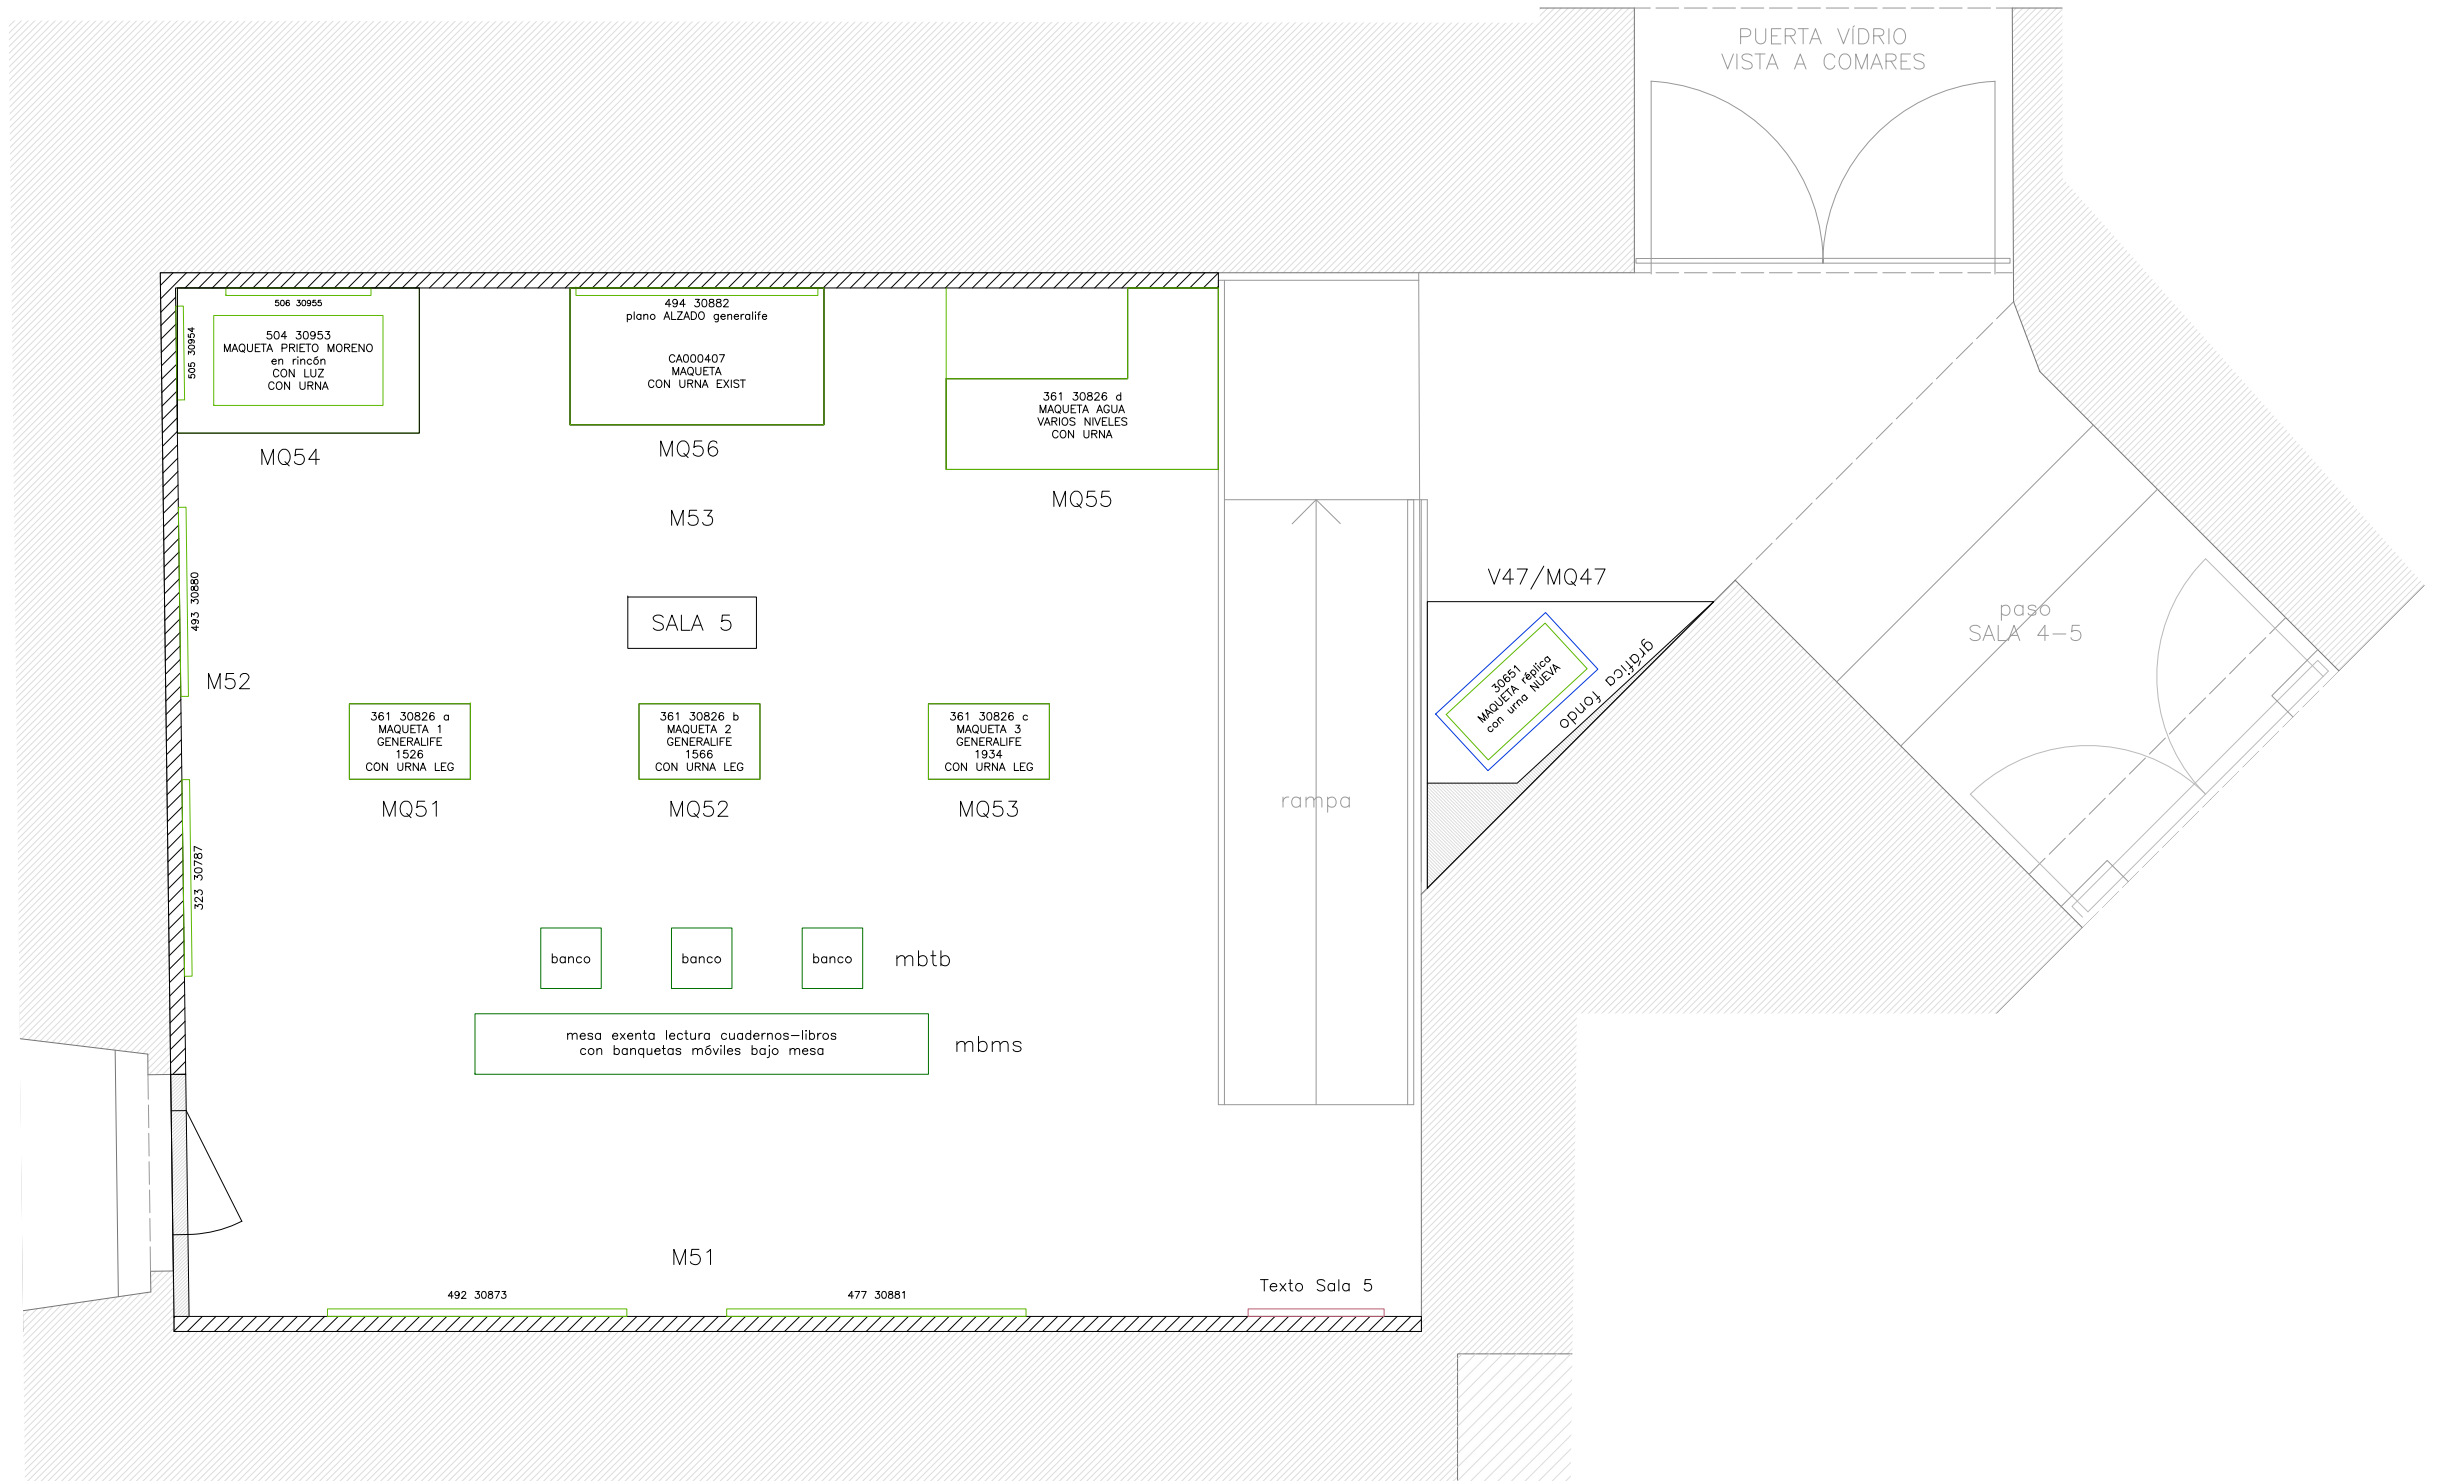 PUERTA VÍDRIO
VISTA A COMARES
506 30955
505 30954
504 30953
MAQUETA PRIETO MORENO
en rincón
CON LUZ
CON URNA
MQ54
494 30882
plano ALZADO generalife
CA000407
MAQUETA
CON URNA EXIST
MQ56
361 30826 d
MAQUETA AGUA
VARIOS NIVELES
CON URNA
MQ55
M53
493 30880
M52
SALA 5
V47/MQ47
30651
MAQUETA réplica
con urna NUEVA
gráfica fondo
paso
SALA 4-5
361 30826 a
MAQUETA 1
GENERALIFE
1526
CON URNA LEG
MQ51
361 30826 b
MAQUETA 2
GENERALIFE
1566
CON URNA LEG
MQ52
361 30826 c
MAQUETA 3
GENERALIFE
1934
CON URNA LEG
MQ53
rampa
323 30787
banco
banco
banco
mbtb
mesa exenta lectura cuadernos-libros
con banquetas móviles bajo mesa
mbms
M51
492 30873
477 30881
Texto Sala 5